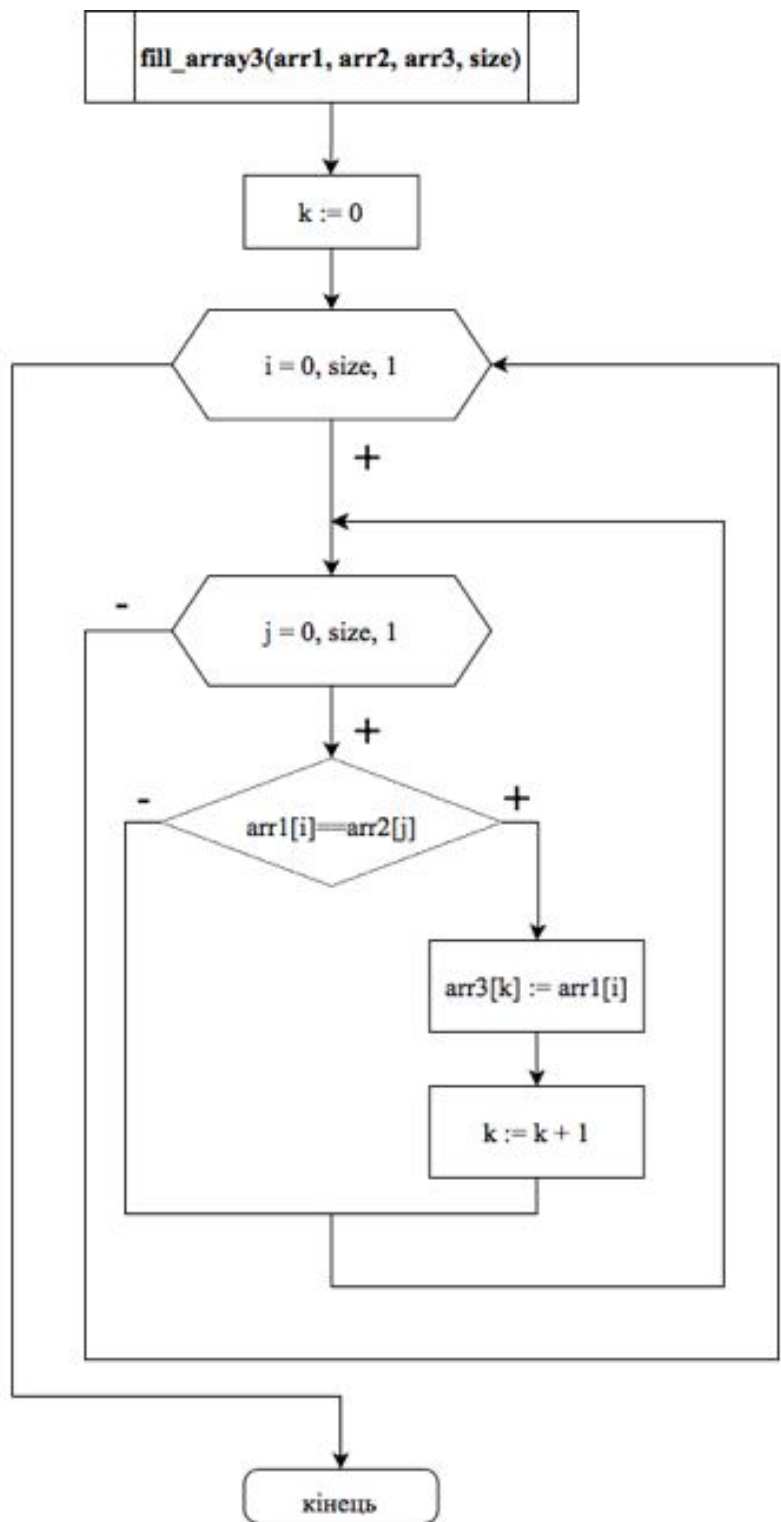 fill_array3(arr1, arr2, arr3, size)
k := 0
i = 0, size, 1
+
-
j = 0, size, 1
+
-
+
arr1[i]==arr2[j]
arr3[k] := arr1[i]
k := k + 1
кінець